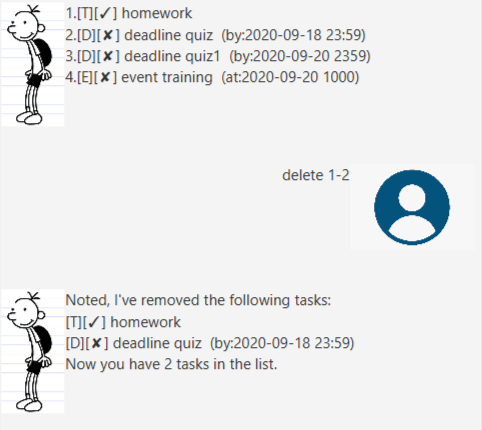 1.[T][✓] homework
2.[D][✘] deadline quiz  (by:2020-09-18 23:59)
3.[D][✘] deadline quiz1  (by:2020-09-20 2359)
4.[E][✘] event training  (at:2020-09-20 1000)
delete 1-2
Noted, I've removed the following tasks:
[T][✓] homework
[D][✘] deadline quiz  (by:2020-09-18 23:59)
Now you have 2 tasks in the list.